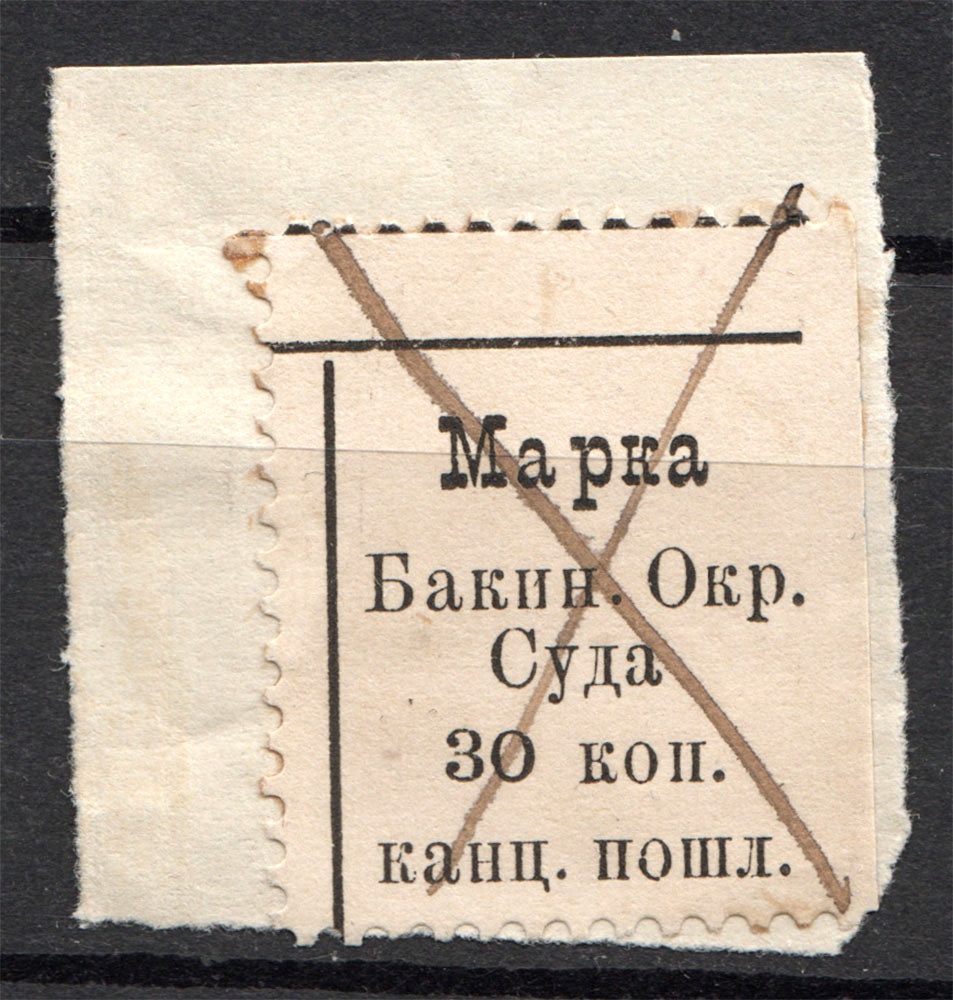 Марка
Бакин. Окр.
Суда
30 коп.
канц. пошл.